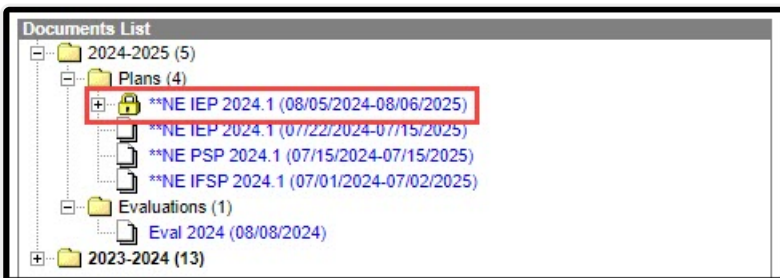 Documents List
2024-2025 (5)
Plans (4)
**NE IEP 2024.1 (08/05/2024-08/06/2025)
**NE IEP 2024.1 (07/22/2024-07/15/2025)
**NE PSP 2024.1 (07/15/2024-07/15/2025)
**NE IFSP 2024.1 (07/01/2024-07/02/2025)
Evaluations (1)
Eval 2024 (08/08/2024)
2023-2024 (13)